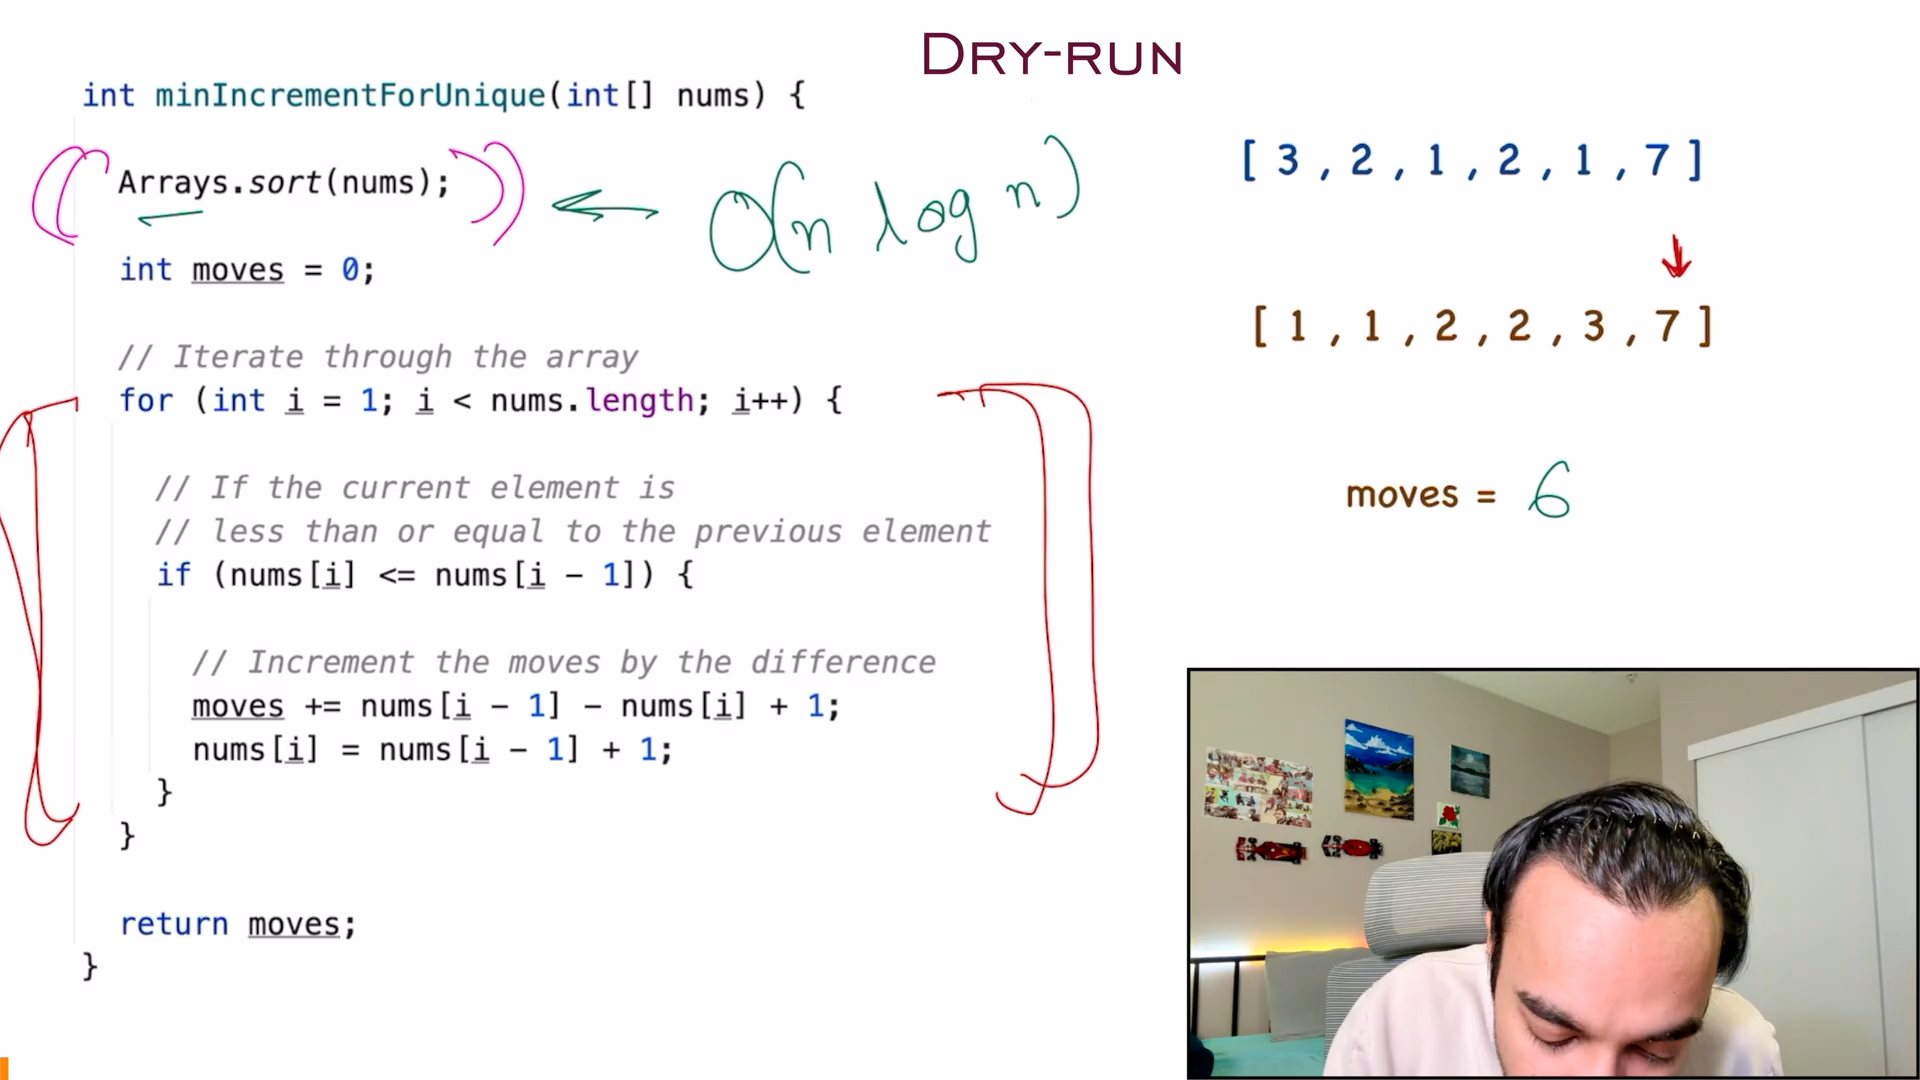 DRY-RUN
int minIncrementForUnique(int[] nums) {
Arrays.sort(nums);
O(n log n)
int moves = 0;
// Iterate through the array
for (int i = 1; i < nums.length; i++) {
// If the current element is
// less than or equal to the previous element
if (nums[i] <= nums[i - 1]) {
// Increment the moves by the difference
moves += nums[i - 1] - nums[i] + 1;
nums[i] = nums[i - 1] + 1;
}
}
return moves;
}
[ 3 , 2 , 1 , 2 , 1 , 7 ]
[ 1 , 1 , 2 , 2 , 3 , 7 ]
moves = 6